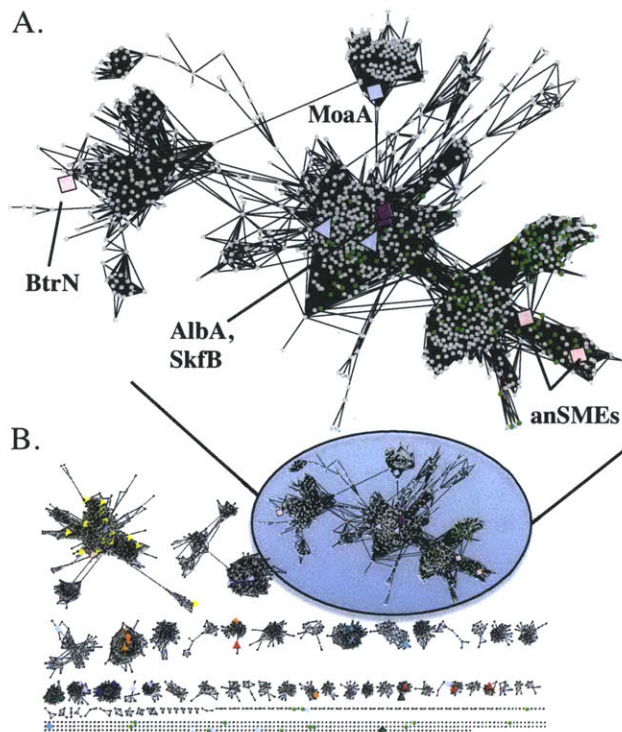 A.
MoaA
BtrN
AlbA,
SkfB
anSMEs
B.